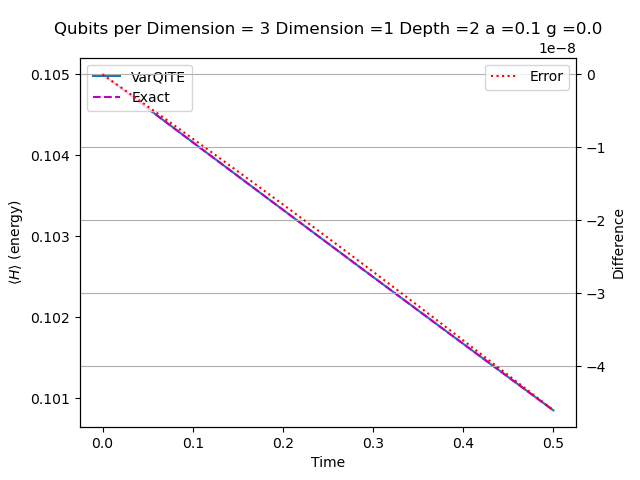 Qubits per Dimension = 3 Dimension =1 Depth =2 a =0.1 g =0.0
1e−8
VarQITE
Exact
Error
0.105
0.104
0.103
0.102
0.101
0
−1
−2
−3
−4
⟨H⟩ (energy)
Difference
0.0 0.1 0.2 0.3 0.4 0.5
Time